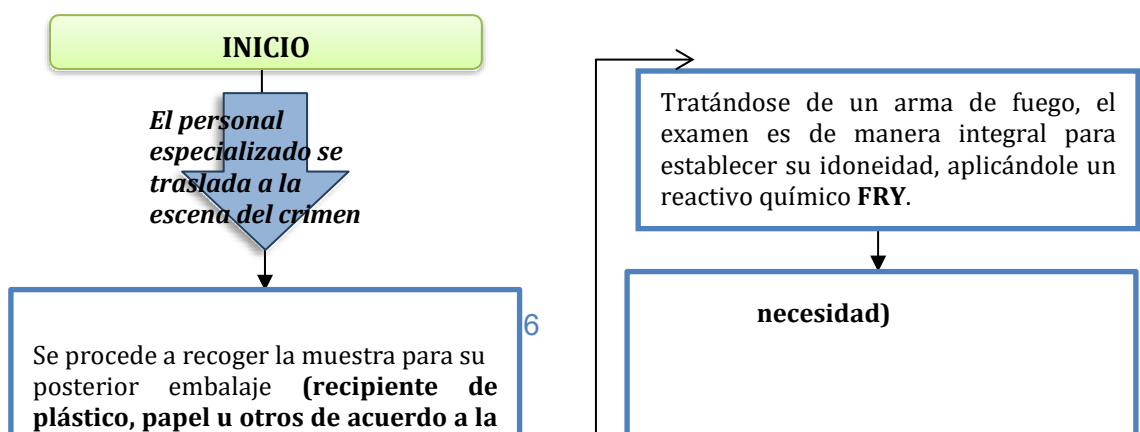 INICIO
El personal
especializado se
traslada a la
escena del crimen
6
Se procede a recoger la muestra para su
posterior embalaje (recipiente de
plástico, papel u otros de acuerdo a la
Tratándose de un arma de fuego, el
examen es de manera integral para
establecer su idoneidad, aplicándole un
reactivo químico FRY.
necesidad)